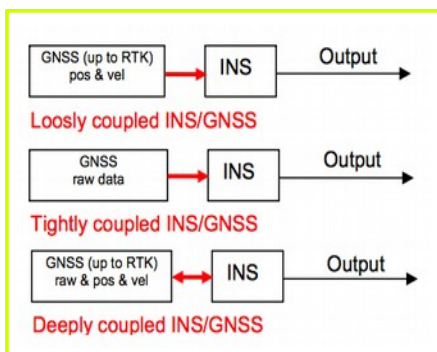 GNSS (up to RTK)
pos & vel
INS
Output
Loosly coupled INS/GNSS
GNSS
raw data
INS
Output
Tightly coupled INS/GNSS
GNSS (up to RTK)
raw & pos & vel
INS
Output
Deeply coupled INS/GNSS